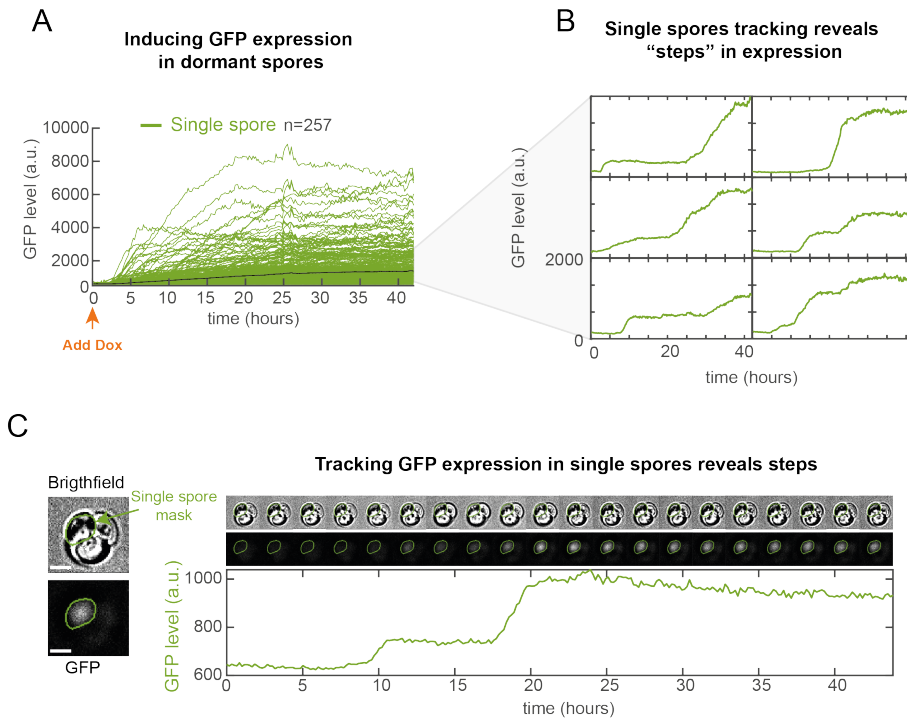 A
Inducing GFP expression
in dormant spores
Single spore n=257
GFP level (a.u.)
10000
8000
6000
4000
2000
0
0 5 10 15 20 25 30 35 40
time (hours)
Add Dox
B
Single spores tracking reveals
“steps” in expression
GFP level (a.u.)
2000
0
0 20 40
time (hours)
C
Tracking GFP expression in single spores reveals steps
Brigthfield
Single spore
mask
GFP
GFP level (a.u.)
1000
800
600
0 5 10 15 20 25 30 35 40
time (hours)